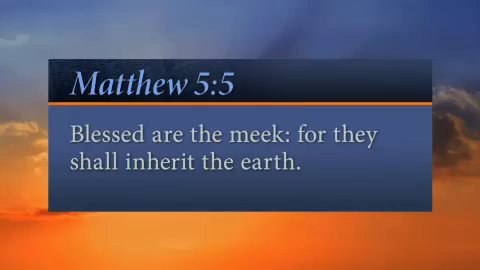 Matthew 5:5
Blessed are the meek: for they
shall inherit the earth.